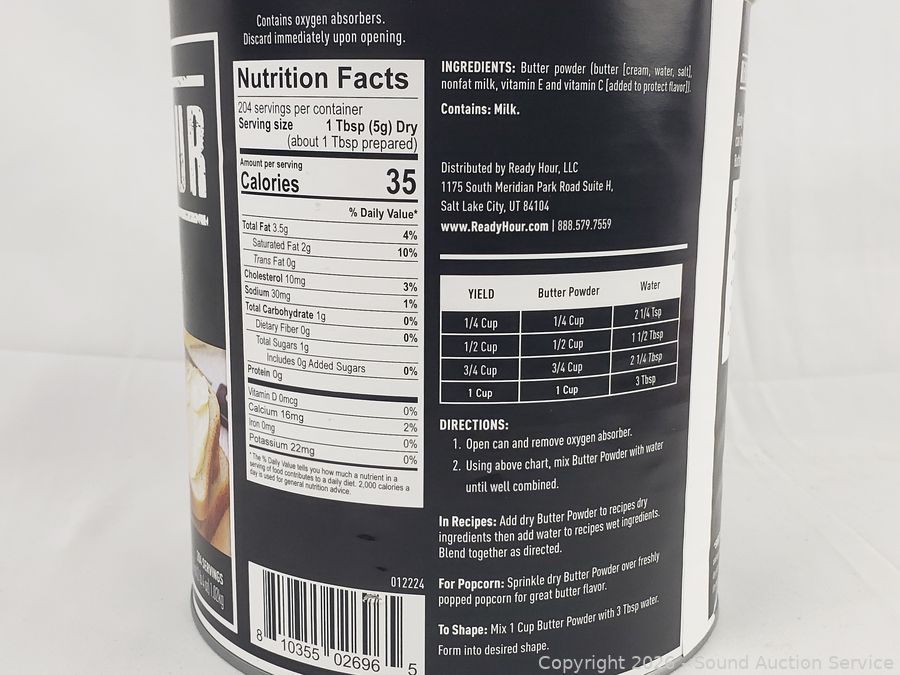 Contains oxygen absorbers.
Discard immediately upon opening.
UR
Nutrition Facts
204 servings per container
Serving size 1 Tbsp (5g) Dry
(about 1 Tbsp prepared)
Amount per serving
Calories 35
% Daily Value*
Total Fat 3.5g 4%
Saturated Fat 2g 10%
Trans Fat 0g
Cholesterol 10mg 3%
Sodium 30mg 1%
Total Carbohydrate 1g 0%
Dietary Fiber 0g 0%
Total Sugars 1g
Includes 0g Added Sugars 0%
Protein 0g
Vitamin D 0mcg 0%
Calcium 16mg 2%
Iron 0mg 0%
Potassium 22mg 0%
* The % Daily Value tells you how much a nutrient in a
serving of food contributes to a daily diet. 2,000 calories a
day is used for general nutrition advice.
INGREDIENTS: Butter powder (butter [cream, water, salt],
nonfat milk, vitamin E and vitamin C [added to protect flavor]).
Contains: Milk.
Distributed by Ready Hour, LLC
1175 South Meridian Park Road Suite H,
Salt Lake City, UT 84104
www.ReadyHour.com | 888.579.7559
YIELD Butter Powder Water
1/4 Cup 1/4 Cup 2 1/4 Tsp
1/2 Cup 1/2 Cup 1 1/2 Tbsp
3/4 Cup 3/4 Cup 2 1/4 Tbsp
1 Cup 1 Cup 3 Tbsp
DIRECTIONS:
1. Open can and remove oxygen absorber.
2. Using above chart, mix Butter Powder with water
until well combined.
In Recipes: Add dry Butter Powder to recipes dry
ingredients then add water to recipes wet ingredients.
Blend together as directed.
For Popcorn: Sprinkle dry Butter Powder over freshly
popped popcorn for great butter flavor.
To Shape: Mix 1 Cup Butter Powder with 3 Tbsp water.
Form into desired shape.
204 SERVINGS
1.02kg
012224
8 10355 02696 5
Copyright 2026 - Sound Auction Service